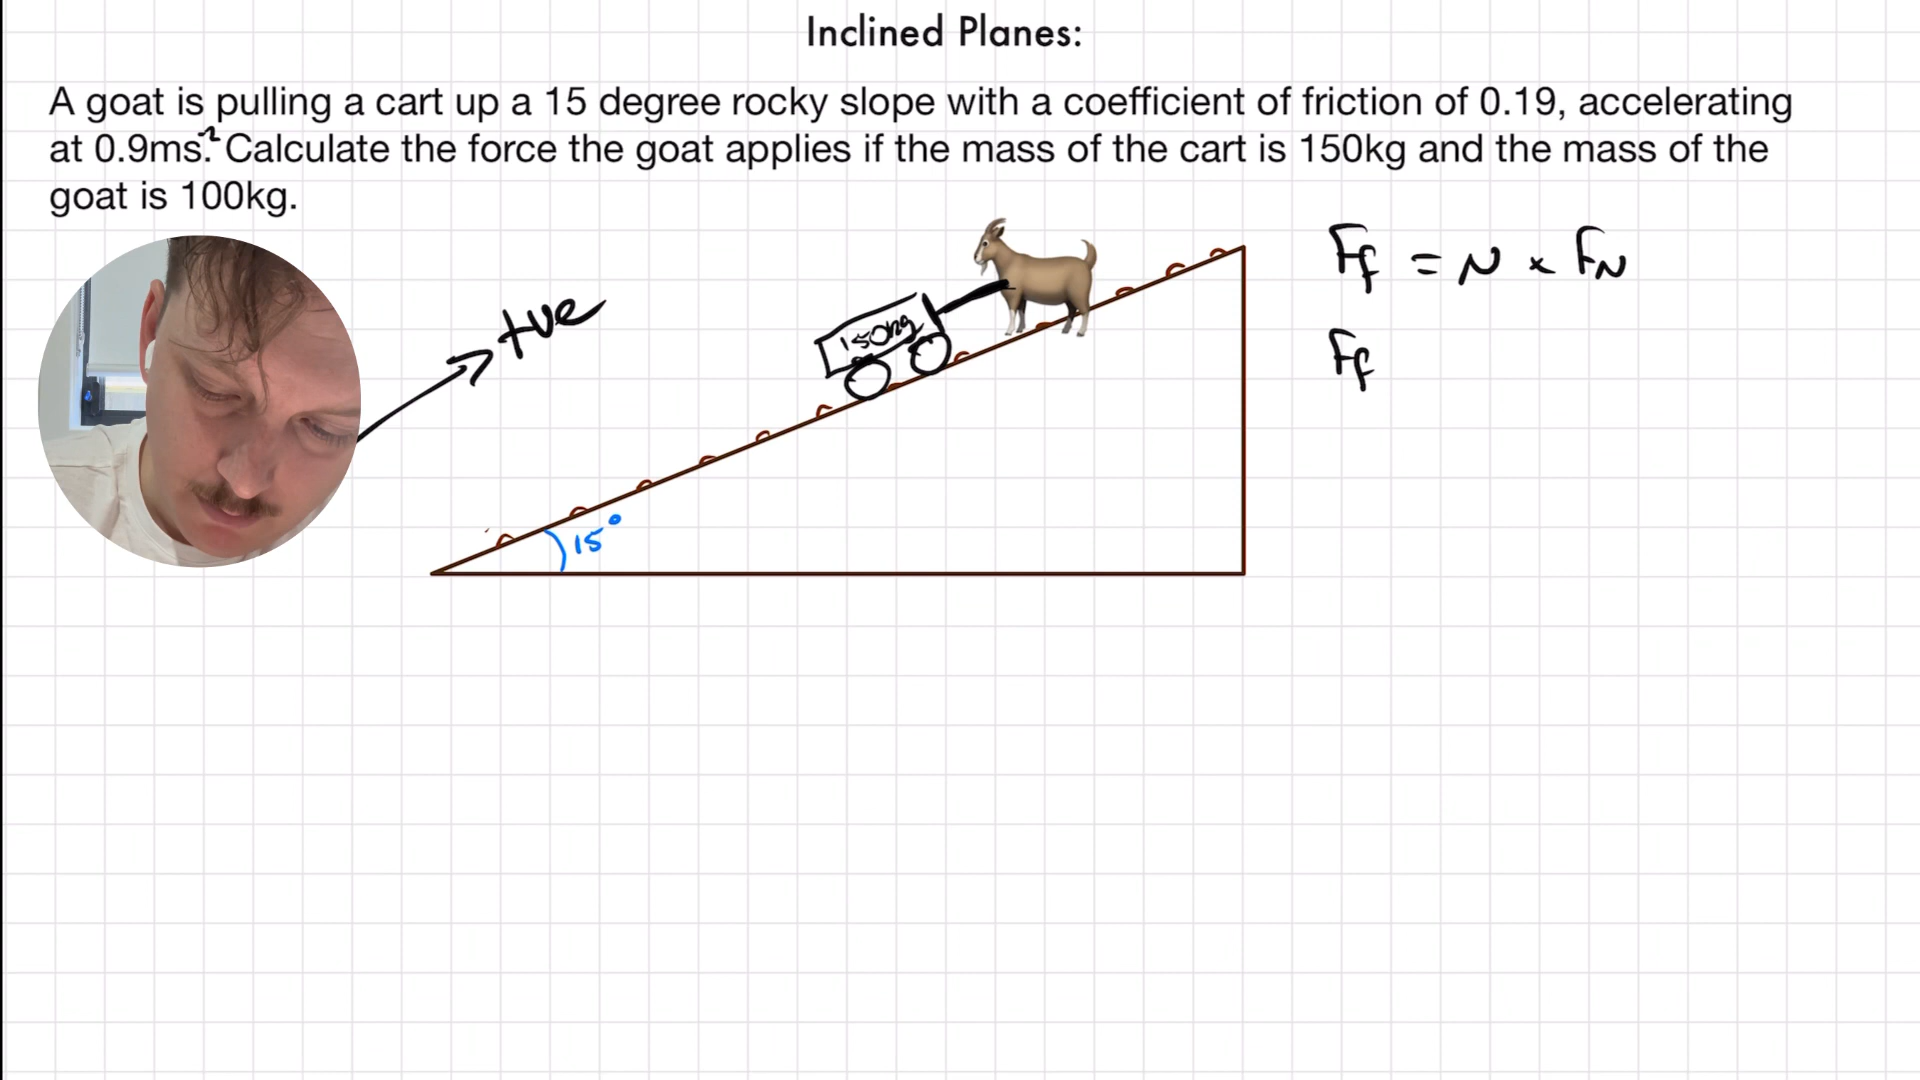 Inclined Planes:
A goat is pulling a cart up a 15 degree rocky slope with a coefficient of friction of 0.19, accelerating
at 0.9ms.⁻² Calculate the force the goat applies if the mass of the cart is 150kg and the mass of the
goat is 100kg.
+ve
150kg
15°
Ff = μ × FN
Ff